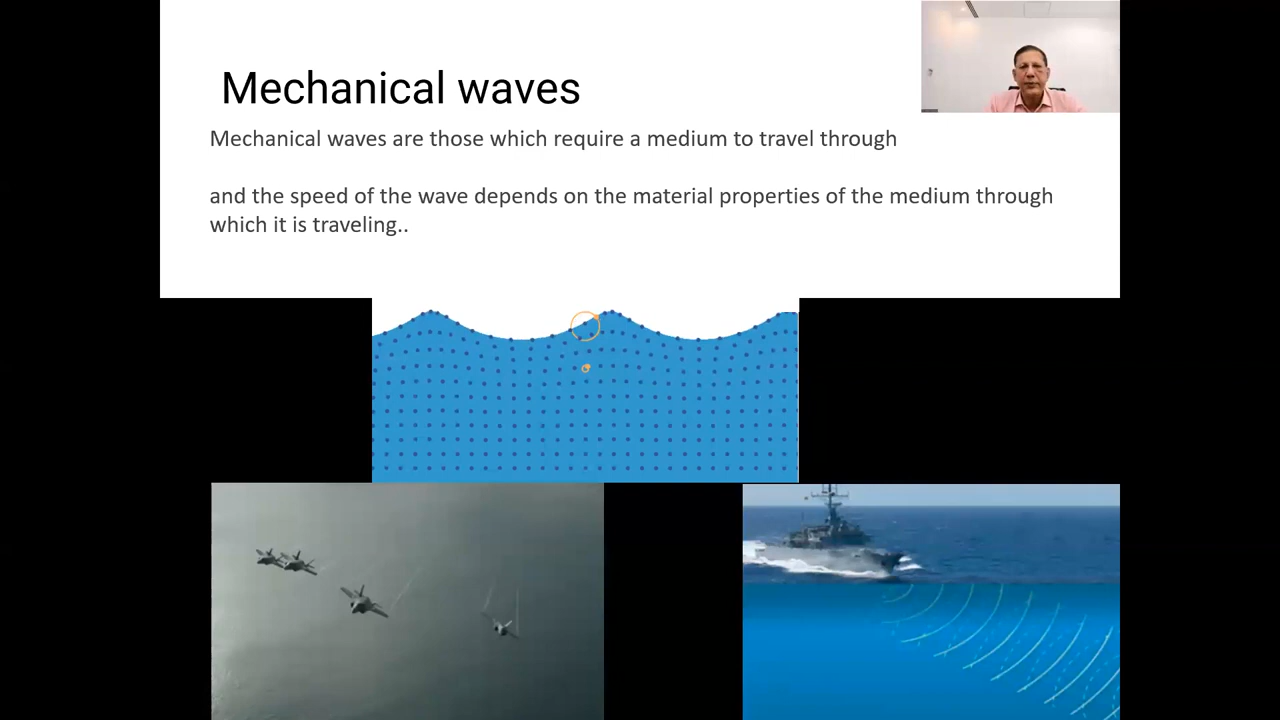 Mechanical waves
Mechanical waves are those which require a medium to travel through
and the speed of the wave depends on the material properties of the medium through
which it is traveling..